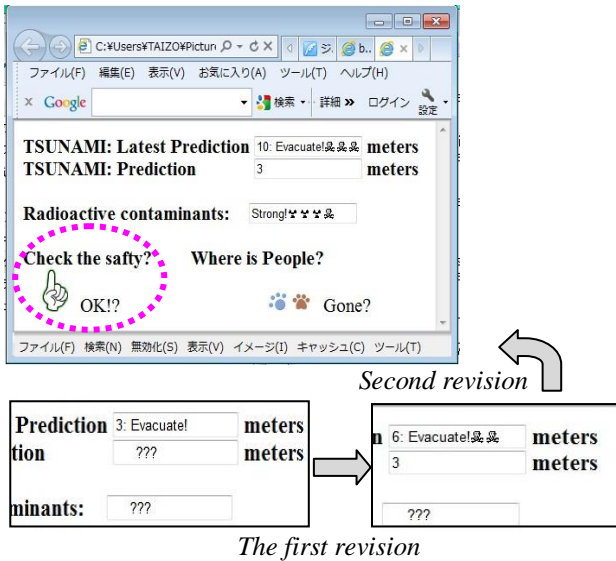 C:¥Users¥TAIZO¥Pictur
ジ.
b..
ファイル(F) 編集(E) 表示(V) お気に入り(A) ツール(T) ヘルプ(H)
× Google 検索 詳細 » ログイン 設定
TSUNAMI: Latest Prediction 10: Evacuate! meters
TSUNAMI: Prediction 3 meters
Radioactive contaminants: Strong!
Check the safty? Where is People?
OK!? Gone?
ファイル(F) 検索(N) 無効化(S) 表示(V) イメージ(I) キャッシュ(C) ツール(T)
Second revision
Prediction 3: Evacuate! meters
tion ??? meters
minants: ???
n 6: Evacuate! meters
3 meters
???
The first revision